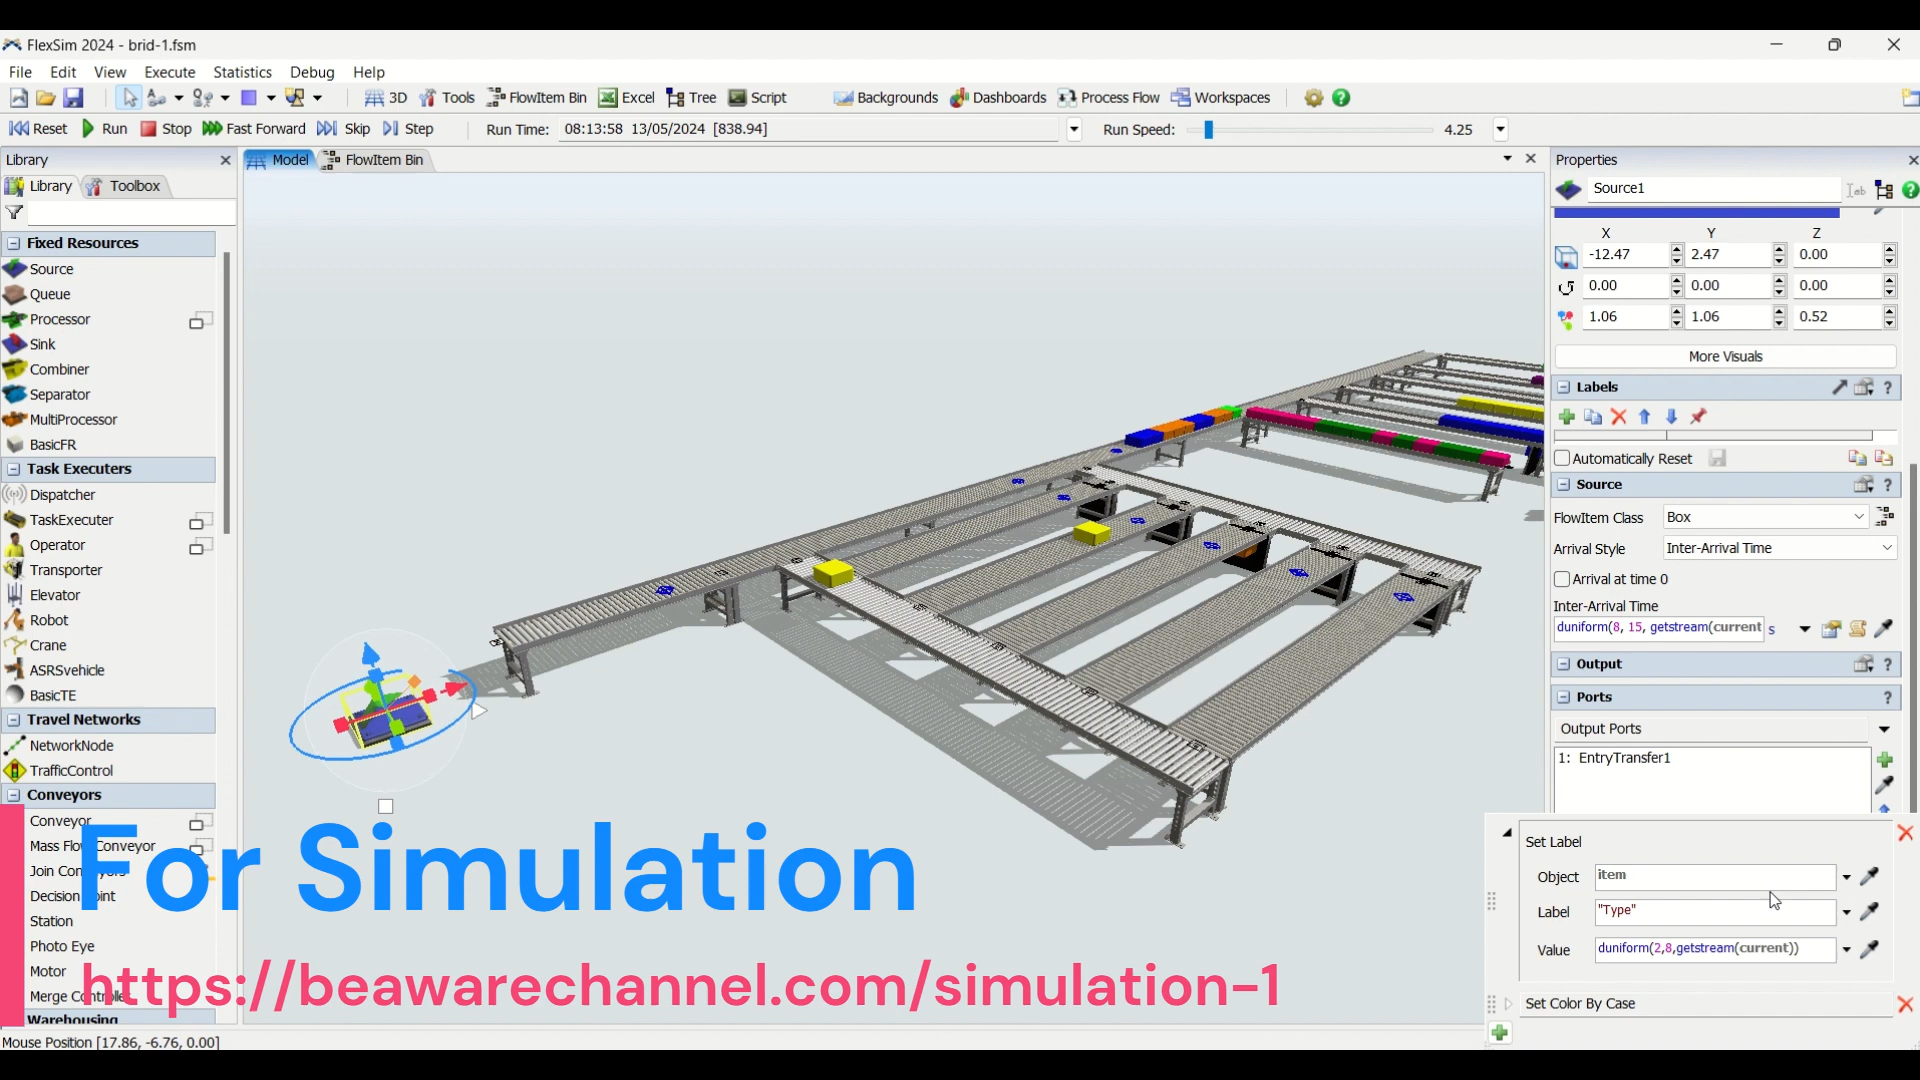 FlexSim 2024 - brid-1.fsm
File Edit View Execute Statistics Debug Help
3D Tools FlowItem Bin Excel Tree Script Backgrounds Dashboards Process Flow Workspaces
Reset Run Stop Fast Forward Skip Step Run Time: 08:13:58 13/05/2024 [838.94] Run Speed: 4.25
Library
Library Toolbox
Fixed Resources
Source
Queue
Processor
Sink
Combiner
Separator
MultiProcessor
BasicFR
Task Executers
Dispatcher
TaskExecuter
Operator
Transporter
Elevator
Robot
Crane
ASRSvehicle
BasicTE
Travel Networks
NetworkNode
TrafficControl
Conveyors
Conveyor
Mass Flow Conveyor
Station
Photo Eye
Motor
Warehousing
Mouse Position [17.86, -6.76, 0.00]
Model FlowItem Bin
For Simulation
https://beawarechannel.com/simulation-1
Properties
Source1
X Y Z
-12.47 2.47 0.00
0.00 0.00 0.00
1.06 1.06 0.52
More Visuals
Labels
Automatically Reset
Source
FlowItem Class Box
Arrival Style Inter-Arrival Time
Arrival at time 0
Inter-Arrival Time
duniform(8, 15, getstream(current s
Output
Ports
Output Ports
1: EntryTransfer1
Set Label
Object item
Label "Type"
Value duniform(2,8,getstream(current))
Set Color By Case